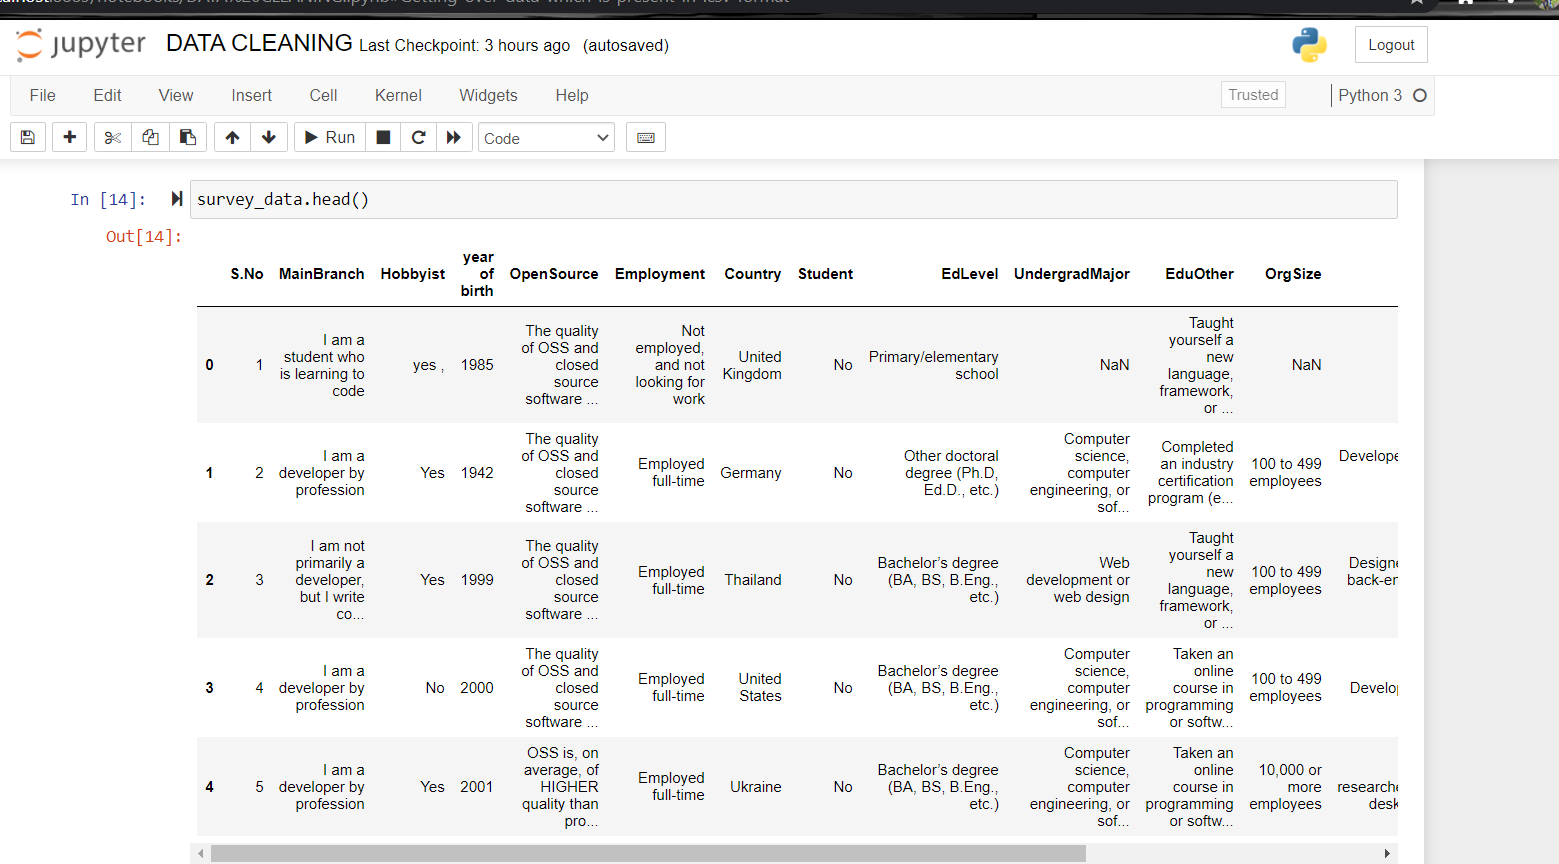 jupyter DATA CLEANING Last Checkpoint: 3 hours ago (autosaved)
Logout
File Edit View Insert Cell Kernel Widgets Help
Trusted
Python 3
Run
Code
In [14]:
survey_data.head()
Out[14]:
S.No MainBranch Hobbyist year of birth OpenSource Employment Country Student EdLevel UndergradMajor EduOther OrgSize
0 1 I am a student who is learning to code yes , 1985 The quality of OSS and closed source software ... Not employed, and not looking for work United Kingdom No Primary/elementary school NaN Taught yourself a new language, framework, or ... NaN
1 2 I am a developer by profession Yes 1942 The quality of OSS and closed source software ... Employed full-time Germany No Other doctoral degree (Ph.D, Ed.D., etc.) Computer science, computer engineering, or sof... Completed an industry certification program (e... 100 to 499 employees Develope
2 3 I am not primarily a developer, but I write co... Yes 1999 The quality of OSS and closed source software ... Employed full-time Thailand No Bachelor’s degree (BA, BS, B.Eng., etc.) Web development or web design Taught yourself a new language, framework, or ... 100 to 499 employees Designe back-en
3 4 I am a developer by profession No 2000 The quality of OSS and closed source software ... Employed full-time United States No Bachelor’s degree (BA, BS, B.Eng., etc.) Computer science, computer engineering, or sof... Taken an online course in programming or softw... 100 to 499 employees Develop
4 5 I am a developer by profession Yes 2001 OSS is, on average, of HIGHER quality than pro... Employed full-time Ukraine No Bachelor’s degree (BA, BS, B.Eng., etc.) Computer science, computer engineering, or sof... Taken an online course in programming or softw... 10,000 or more employees researche desk